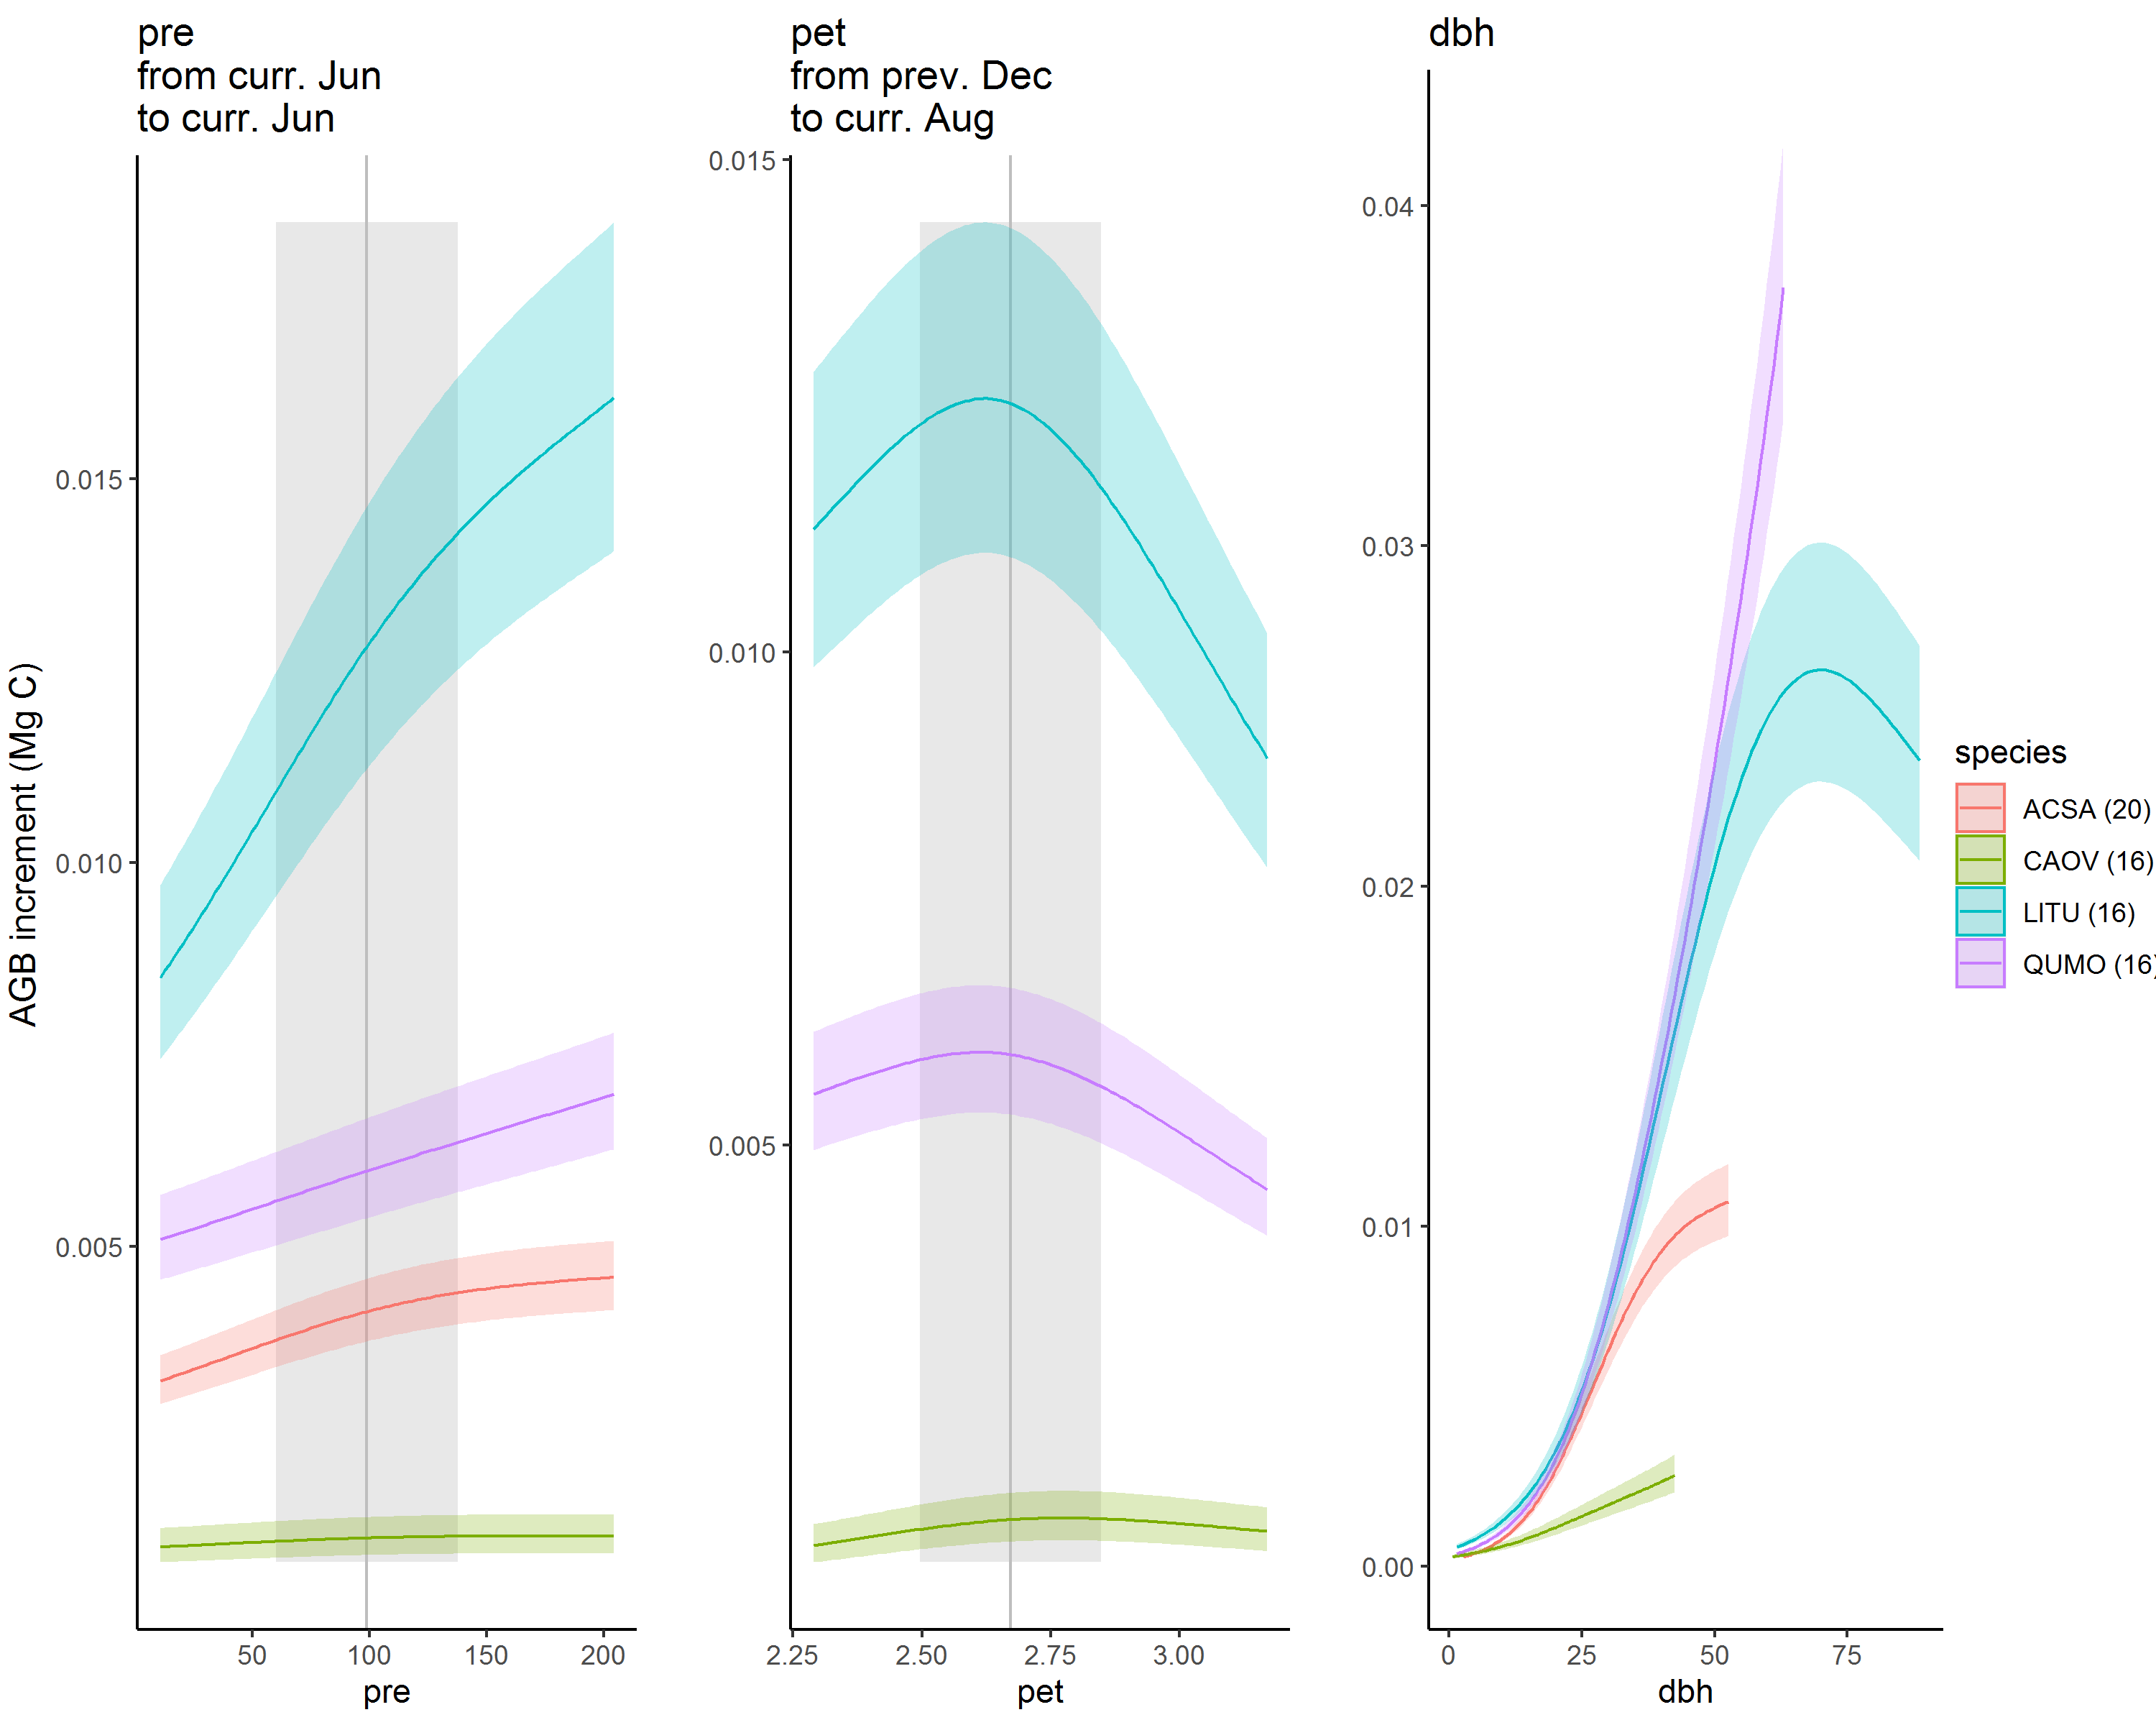 pre
from curr. Jun
to curr. Jun
pet
from prev. Dec
to curr. Aug
dbh
AGB increment (Mg C)
0.015
0.010
0.005
50 100 150 200
pre
0.015
0.010
0.005
2.25 2.50 2.75 3.00
pet
0.04
0.03
0.02
0.01
0.00
0 25 50 75
dbh
species
ACSA (20)
CAOV (16)
LITU (16)
QUMO (16)